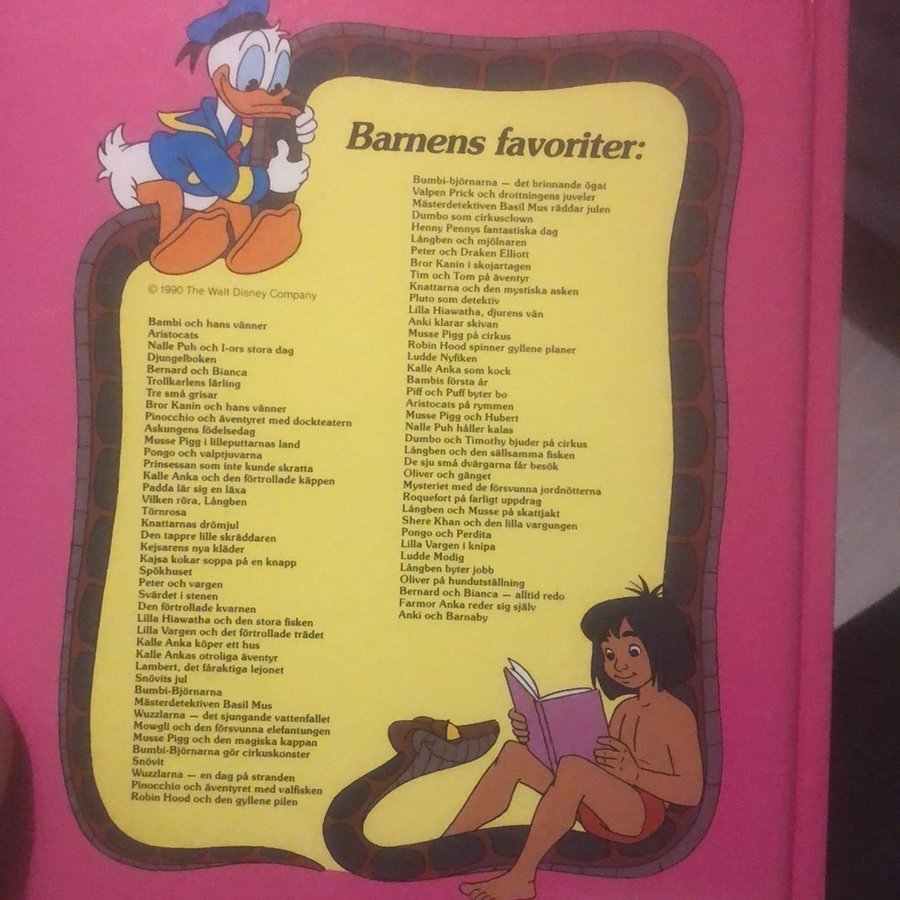 Barnens favoriter:
© 1990 The Walt Disney Company
Bambi och hans vänner
Aristocats
Nalle Puh och I-ors stora dag
Djungelboken
Bernard och Bianca
Trollkarlens lärling
Tre små grisar
Bror Kanin och hans vänner
Pinocchio och äventyret med dockteatern
Askungens födelsedag
Musse Pigg i lilleputtarnas land
Pongo och valptjuvarna
Prinsessan som inte kunde skratta
Kalle Anka och den förtrollade käppen
Padda lär sig en läxa
Vilken röra, Långben
Törnrosa
Knattarnas drömjul
Den tappre lille skräddaren
Kejsarens nya kläder
Kajsa kokar soppa på en knapp
Spökhuset
Peter och vargen
Svärdet i stenen
Den förtrollade kvarnen
Lilla Hiawatha och den stora fisken
Lilla Vargen och det förtrollade trädet
Kalle Anka köper ett hus
Kalle Ankas otroliga äventyr
Lambert, det fåraktiga lejonet
Snövits jul
Bumbi-Björnarna
Mästerdetektiven Basil Mus
Wuzzlarna — det sjungande vattenfallet
Mowgli och den försvunna elefantungen
Musse Pigg och den magiska kappan
Bumbi-Björnarna gör cirkuskonster
Snövit
Wuzzlarna — en dag på stranden
Pinocchio och äventyret med valfisken
Robin Hood och den gyllene pilen
Bumbi-björnarna — det brinnande ögat
Valpen Prick och drottningens juveler
Mästerdetektiven Basil Mus räddar julen
Dumbo som cirkusclown
Henny Pennys fantastiska dag
Långben och mjölnaren
Peter och Draken Elliott
Bror Kanin i skojartagen
Tim och Tom på äventyr
Knattarna och den mystiska asken
Pluto som detektiv
Lilla Hiawatha, djurens vän
Anki klarar skivan
Musse Pigg på cirkus
Robin Hood spinner gyllene planer
Ludde Nyfiken
Kalle Anka som kock
Bambis första år
Piff och Puff byter bo
Aristocats på rymmen
Musse Pigg och Hubert
Nalle Puh håller kalas
Dumbo och Timothy bjuder på cirkus
Långben och den sällsamma fisken
De sju små dvärgarna får besök
Oliver och gänget
Mysteriet med de försvunna jordnötterna
Roquefort på farligt uppdrag
Långben och Musse på skattjakt
Shere Khan och den lilla vargungen
Pongo och Perdita
Lilla Vargen i knipa
Ludde Modig
Långben byter jobb
Oliver på hundutställning
Bernard och Bianca — alltid redo
Farmor Anka reder sig själv
Anki och Barnaby